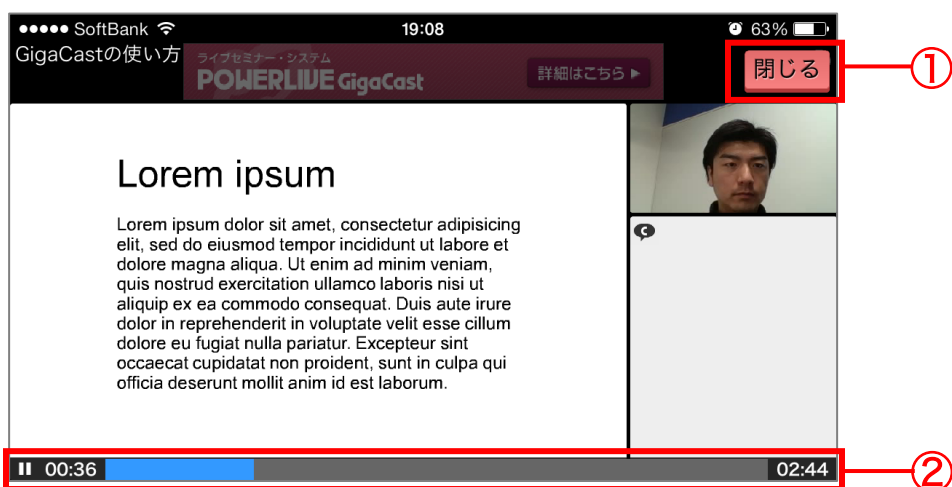 SoftBank
19:08
63%
GigaCastの使い方
ライブセミナー・システム
POWERLIVE GigaCast
詳細はこちら
閉じる
①
Lorem ipsum
Lorem ipsum dolor sit amet, consectetur adipisicing
elit, sed do eiusmod tempor incididunt ut labore et
dolore magna aliqua. Ut enim ad minim veniam,
quis nostrud exercitation ullamco laboris nisi ut
aliquip ex ea commodo consequat. Duis aute irure
dolor in reprehenderit in voluptate velit esse cillum
dolore eu fugiat nulla pariatur. Excepteur sint
occaecat cupidatat non proident, sunt in culpa qui
officia deserunt mollit anim id est laborum.
C
00:36
02:44
②